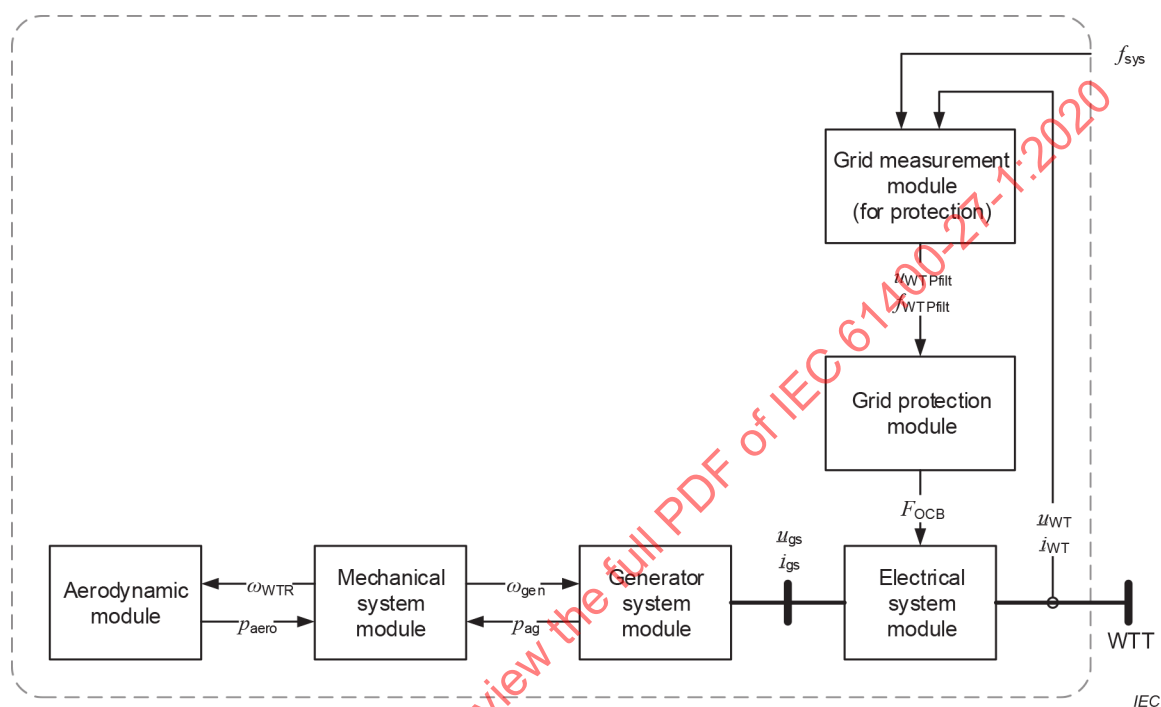 fsys
Grid measurement
module
(for protection)
uWTPfilt
fWTPfilt
Grid protection
module
FOCB
uWT
iWT
ugs
igs
Aerodynamic
module
ωWTR
paero
Mechanical
system
module
ωgen
pag
Generator
system
module
Electrical
system
module
WTT
IEC
view the full PDF of IEC 61400-27-1:2020